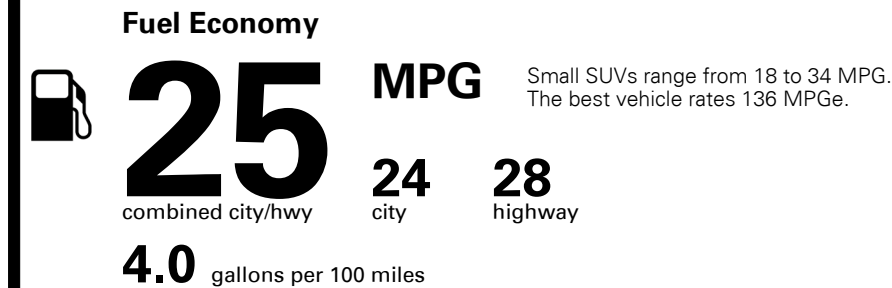 Fuel Economy
25 MPG
Small SUVs range from 18 to 34 MPG.
The best vehicle rates 136 MPGe.
24 28
combined city/hwy city highway
4.0 gallons per 100 miles